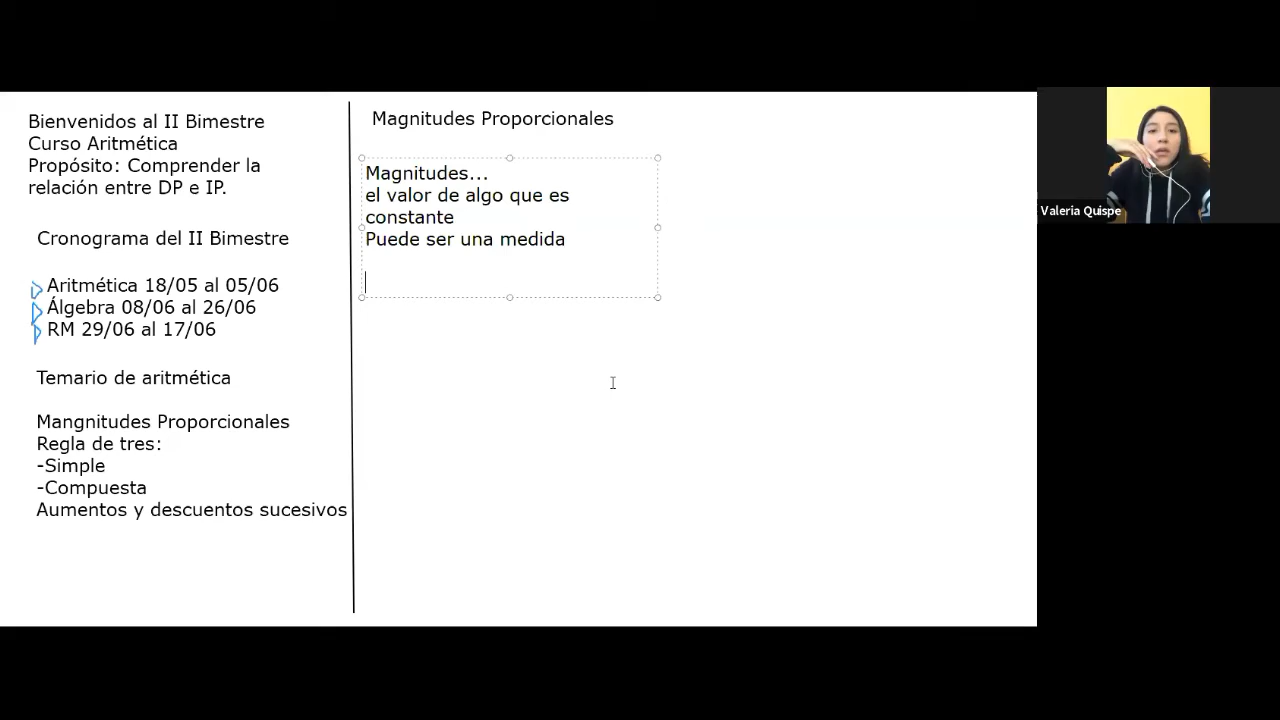 Bienvenidos al II Bimestre
Curso Aritmética
Propósito: Comprender la
relación entre DP e IP.
Cronograma del II Bimestre
Aritmética 18/05 al 05/06
Álgebra 08/06 al 26/06
RM 29/06 al 17/06
Temario de aritmética
Mangnitudes Proporcionales
Regla de tres:
-Simple
-Compuesta
Aumentos y descuentos sucesivos
Magnitudes Proporcionales
Magnitudes...
el valor de algo que es
constante
Puede ser una medida
Valeria Quispe